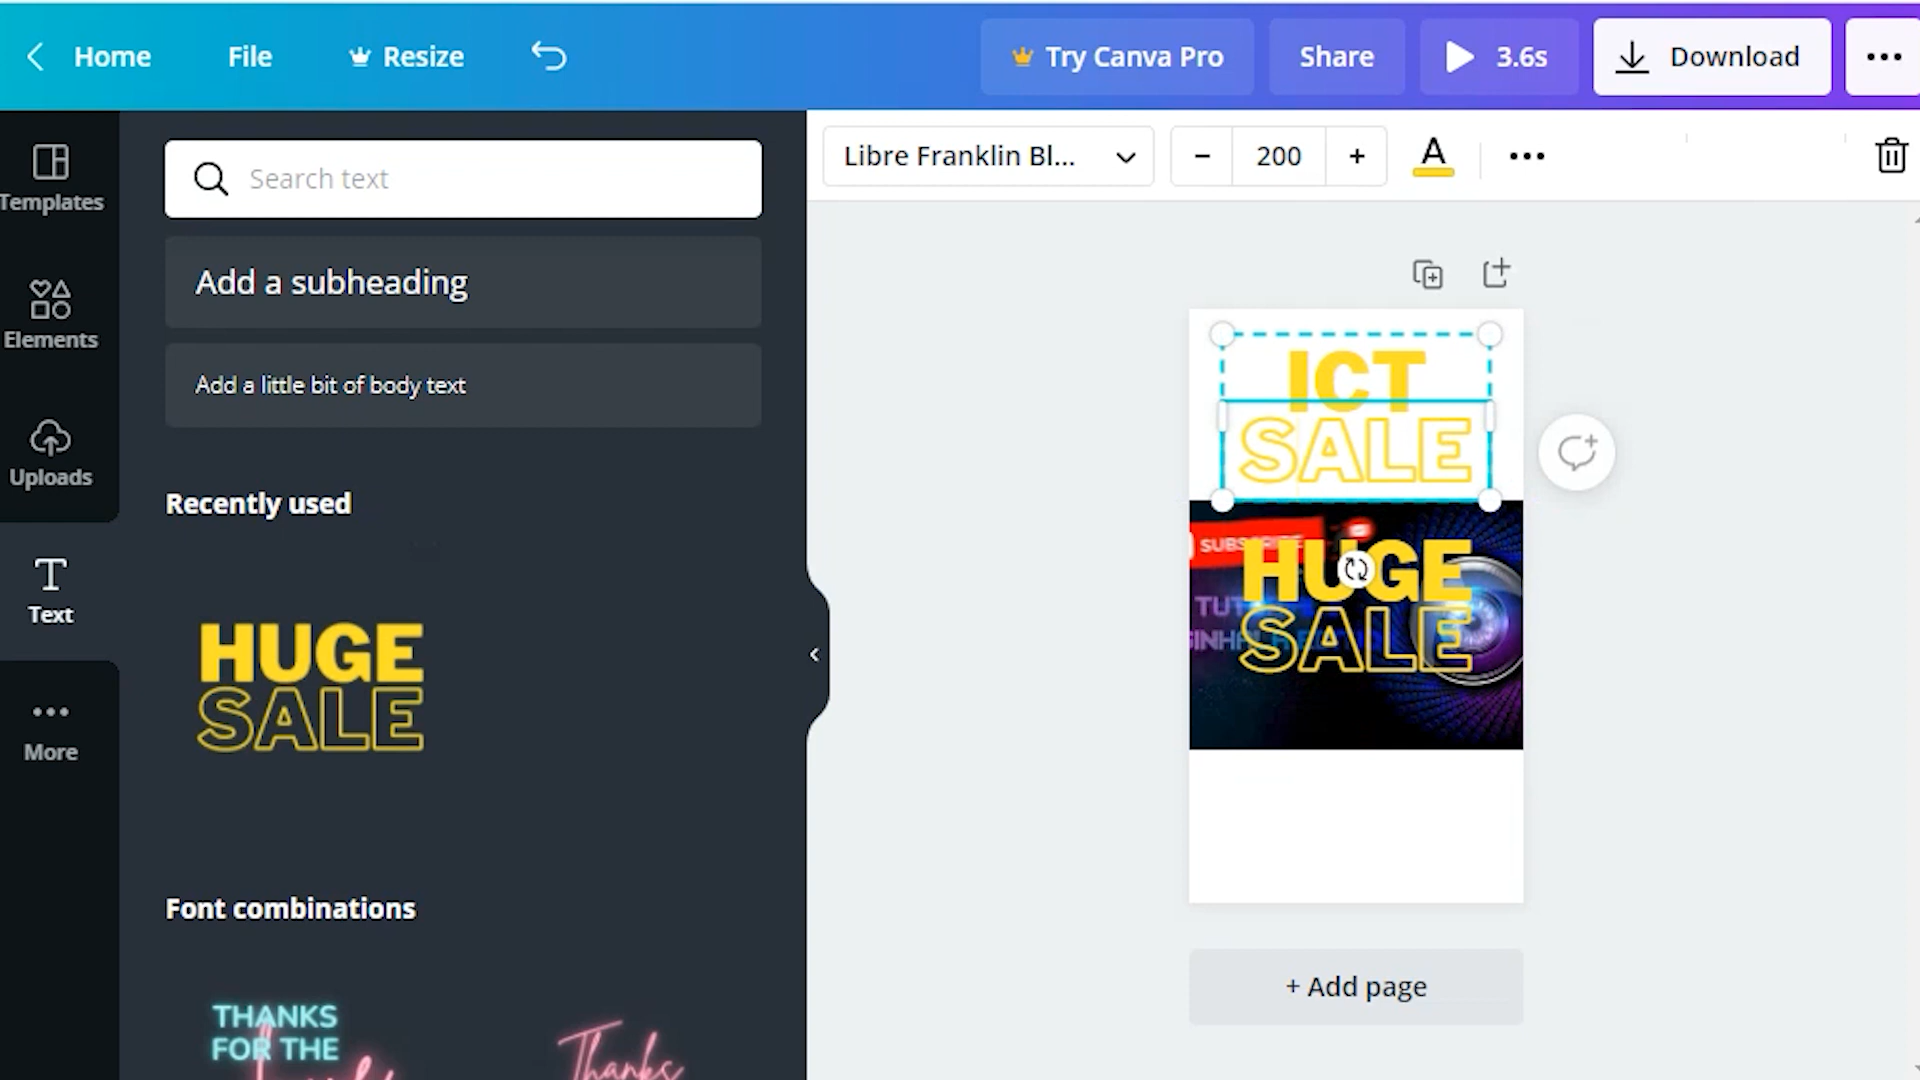 Home File Resize Try Canva Pro Share 3.6s Download
Templates
Elements
Uploads
Text
More
Search text
Add a subheading
Add a little bit of body text
Recently used
HUGE
SALE
Font combinations
THANKS
FOR THE
Thanks
Libre Franklin Bl... − 200 + A
ICT
SALE
HUGE
SALE
+ Add page